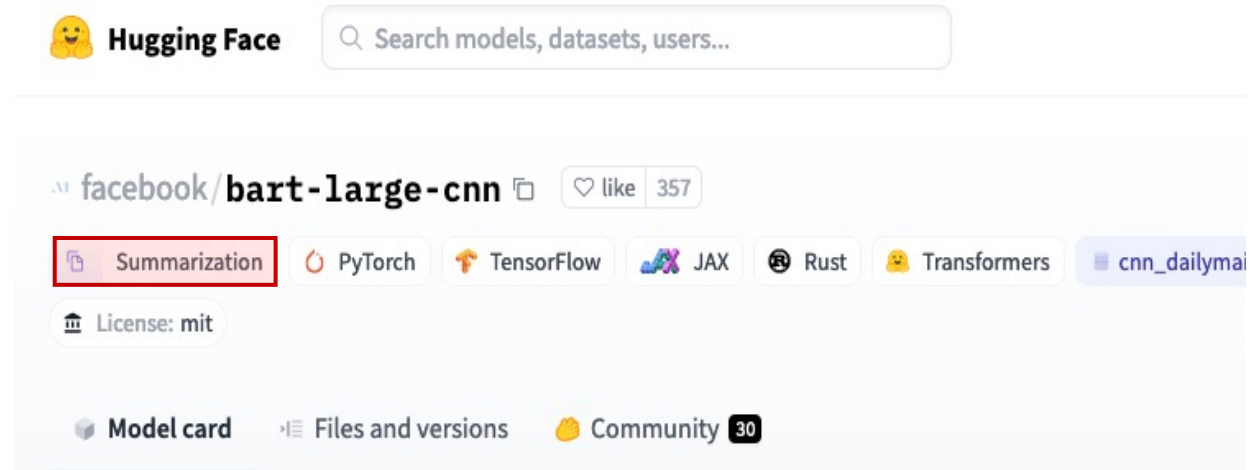 Hugging Face Search models, datasets, users...
facebook/bart-large-cnn like 357
Summarization PyTorch TensorFlow JAX Rust Transformers cnn_dailymai
License: mit
Model card Files and versions Community 30